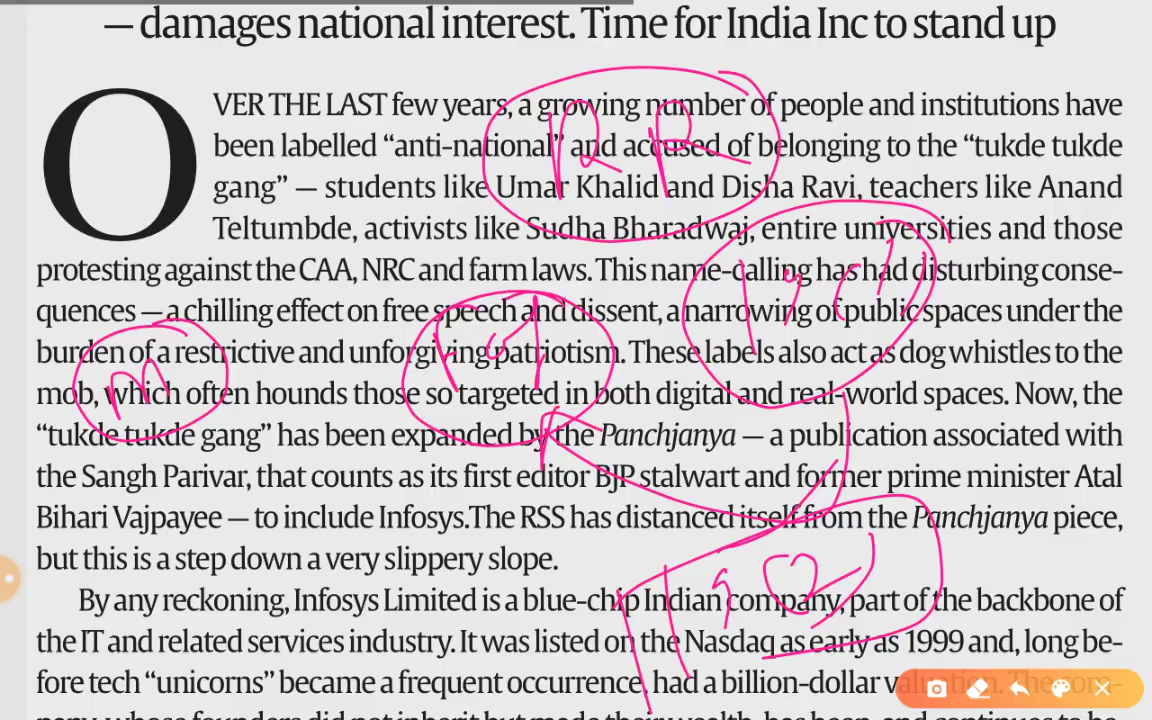 — damages national interest. Time for India Inc to stand up
OVER THE LAST few years, a growing number of people and institutions have
been labelled “anti-national” and accused of belonging to the “tukde tukde
gang” — students like Umar Khalid and Disha Ravi, teachers like Anand
Teltumbde, activists like Sudha Bharadwaj, entire universities and those
protesting against the CAA, NRC and farm laws. This name-calling has had disturbing conse-
quences — a chilling effect on free speech and dissent, a narrowing of public spaces under the
burden of a restrictive and unforgiving patriotism. These labels also act as dog whistles to the
mob, which often hounds those so targeted in both digital and real-world spaces. Now, the
“tukde tukde gang” has been expanded by the Panchjanya — a publication associated with
the Sangh Parivar, that counts as its first editor BJP stalwart and former prime minister Atal
Bihari Vajpayee — to include Infosys.The RSS has distanced itself from the Panchjanya piece,
but this is a step down a very slippery slope.
By any reckoning, Infosys Limited is a blue-chip Indian company, part of the backbone of
the IT and related services industry. It was listed on the Nasdaq as early as 1999 and, long be-
fore tech “unicorns” became a frequent occurrence, had a billion-dollar valuation. The com-